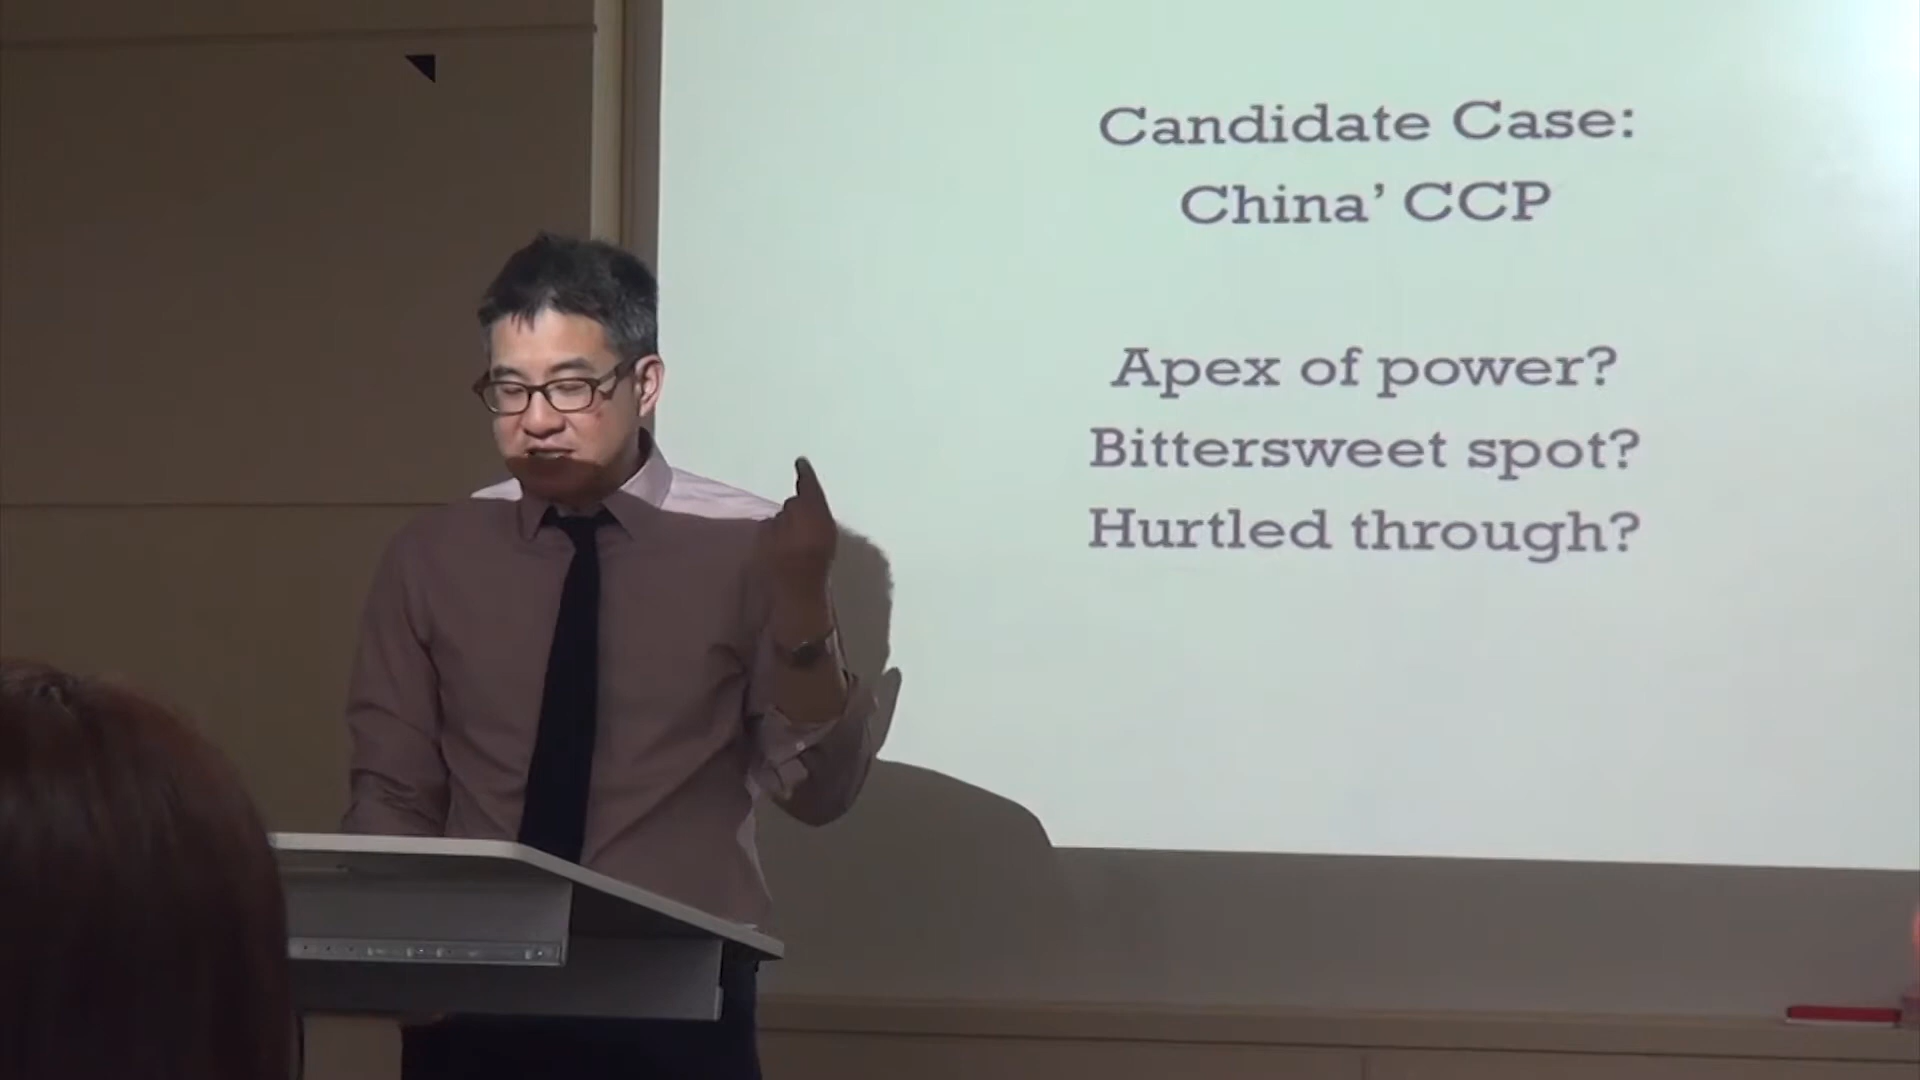 Candidate Case:
China’ CCP
Apex of power?
Bittersweet spot?
Hurtled through?